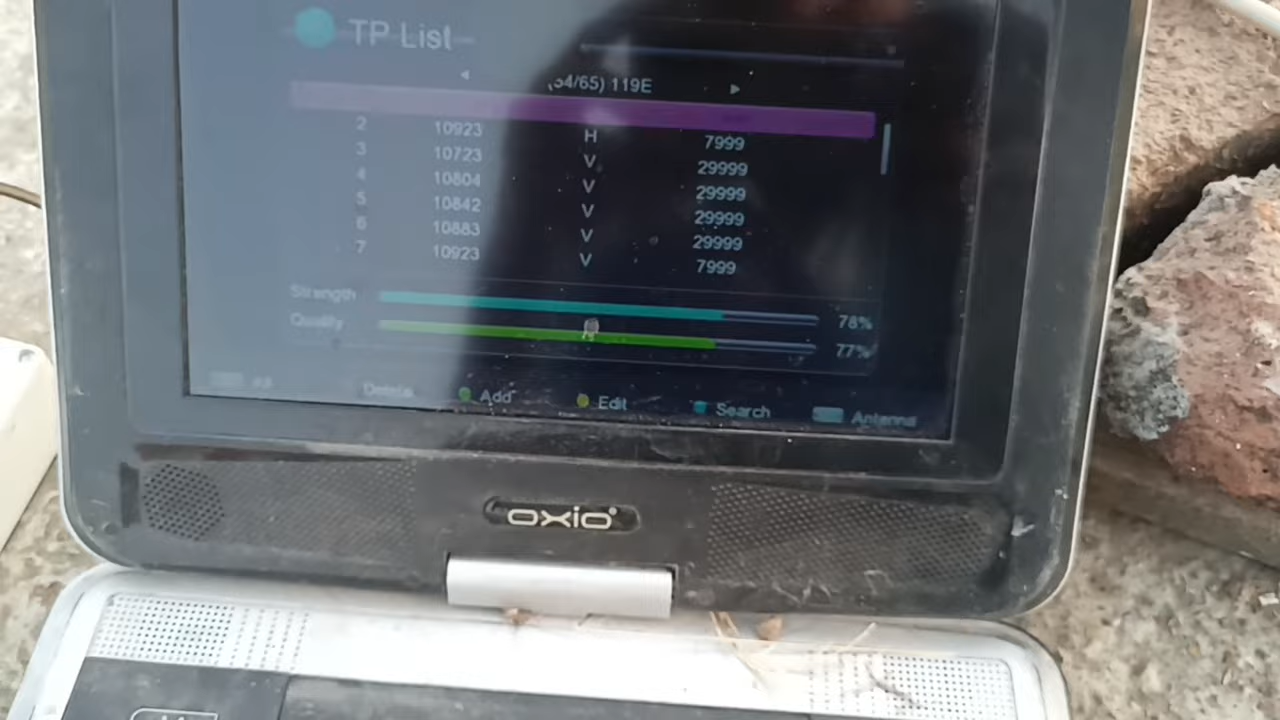 TP List
(34/65) 119E
2 10923 H 7999
3 10723 V 29999
4 10804 V 29999
5 10842 V 29999
6 10883 V 29999
7 10923 V 7999
Strength 78%
Quality 77%
Details Add Edit Search Antenna
oxio